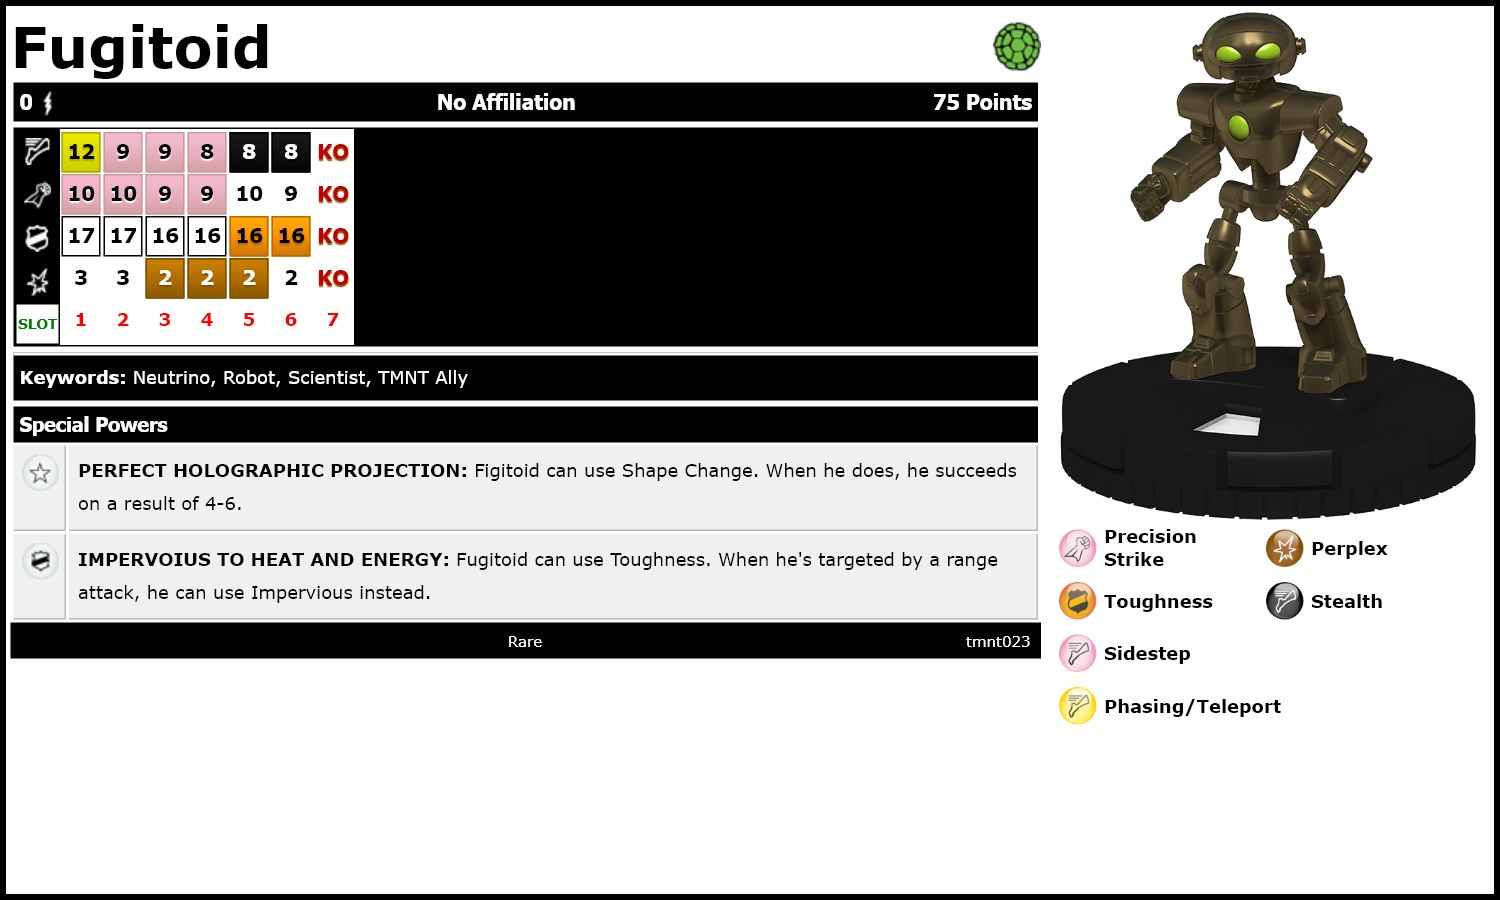 Fugitoid
0 No Affiliation 75 Points
12 9 9 8 8 8 KO
10 10 9 9 10 9 KO
17 17 16 16 16 16 KO
3 3 2 2 2 2 KO
SLOT 1 2 3 4 5 6 7
Keywords: Neutrino, Robot, Scientist, TMNT Ally
Special Powers
PERFECT HOLOGRAPHIC PROJECTION: Figitoid can use Shape Change. When he does, he succeeds
on a result of 4-6.
IMPERVOIUS TO HEAT AND ENERGY: Fugitoid can use Toughness. When he's targeted by a range
attack, he can use Impervious instead.
Rare tmnt023
Precision
Strike
Perplex
Toughness
Stealth
Sidestep
Phasing/Teleport